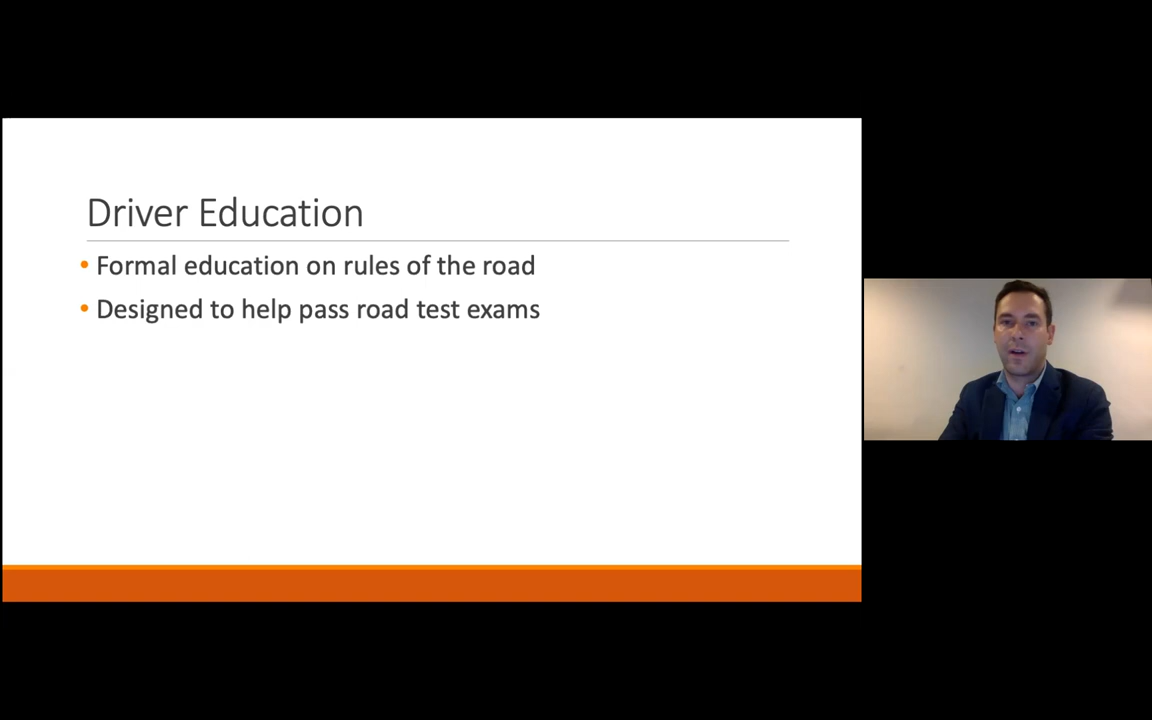 Driver Education
• Formal education on rules of the road
• Designed to help pass road test exams